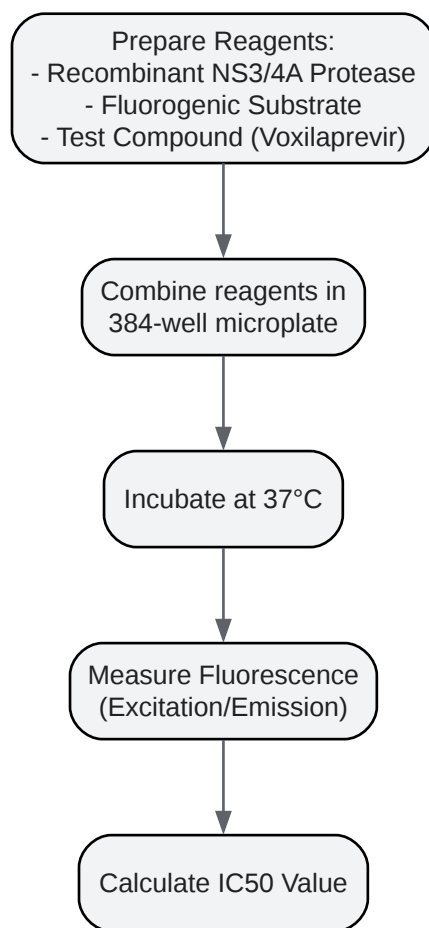 Prepare Reagents:
- Recombinant NS3/4A Protease
- Fluorogenic Substrate
- Test Compound (Voxilaprevir)
Combine reagents in
384-well microplate
Incubate at 37°C
Measure Fluorescence
(Excitation/Emission)
Calculate IC50 Value